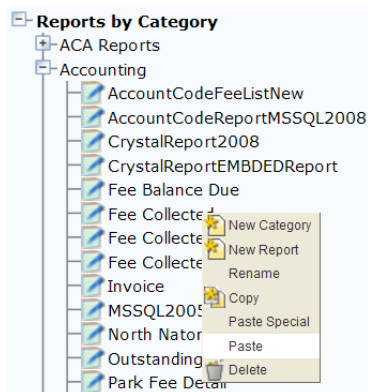 Reports by Category
ACA Reports
Accounting
AccountCodeFeeListNew
AccountCodeReportMSSQL2008
CrystalReport2008
CrystalReportEMBDEDReport
Fee Balance Due
Fee Collected
Fee Collecte
Fee Collecte
Invoice
MSSQL2005
North Nator
Outstanding
Park Fee Detail
New Category
New Report
Rename
Copy
Paste Special
Paste
Delete